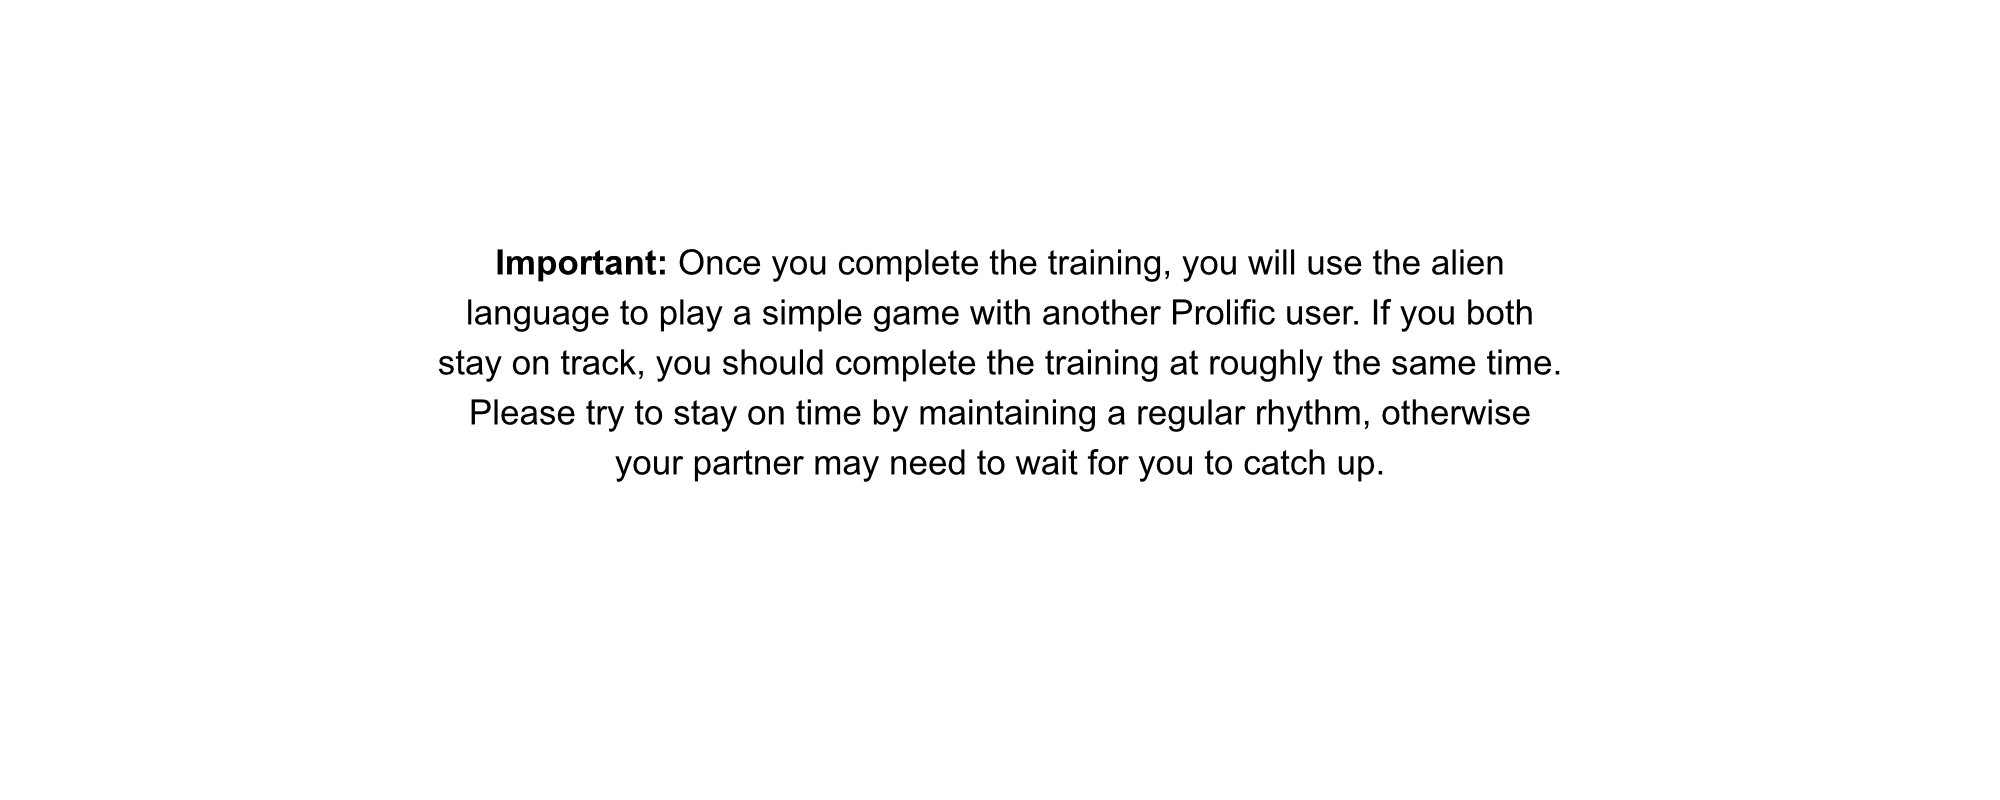 Important: Once you complete the training, you will use the alien
language to play a simple game with another Prolific user. If you both
stay on track, you should complete the training at roughly the same time.
Please try to stay on time by maintaining a regular rhythm, otherwise
your partner may need to wait for you to catch up.